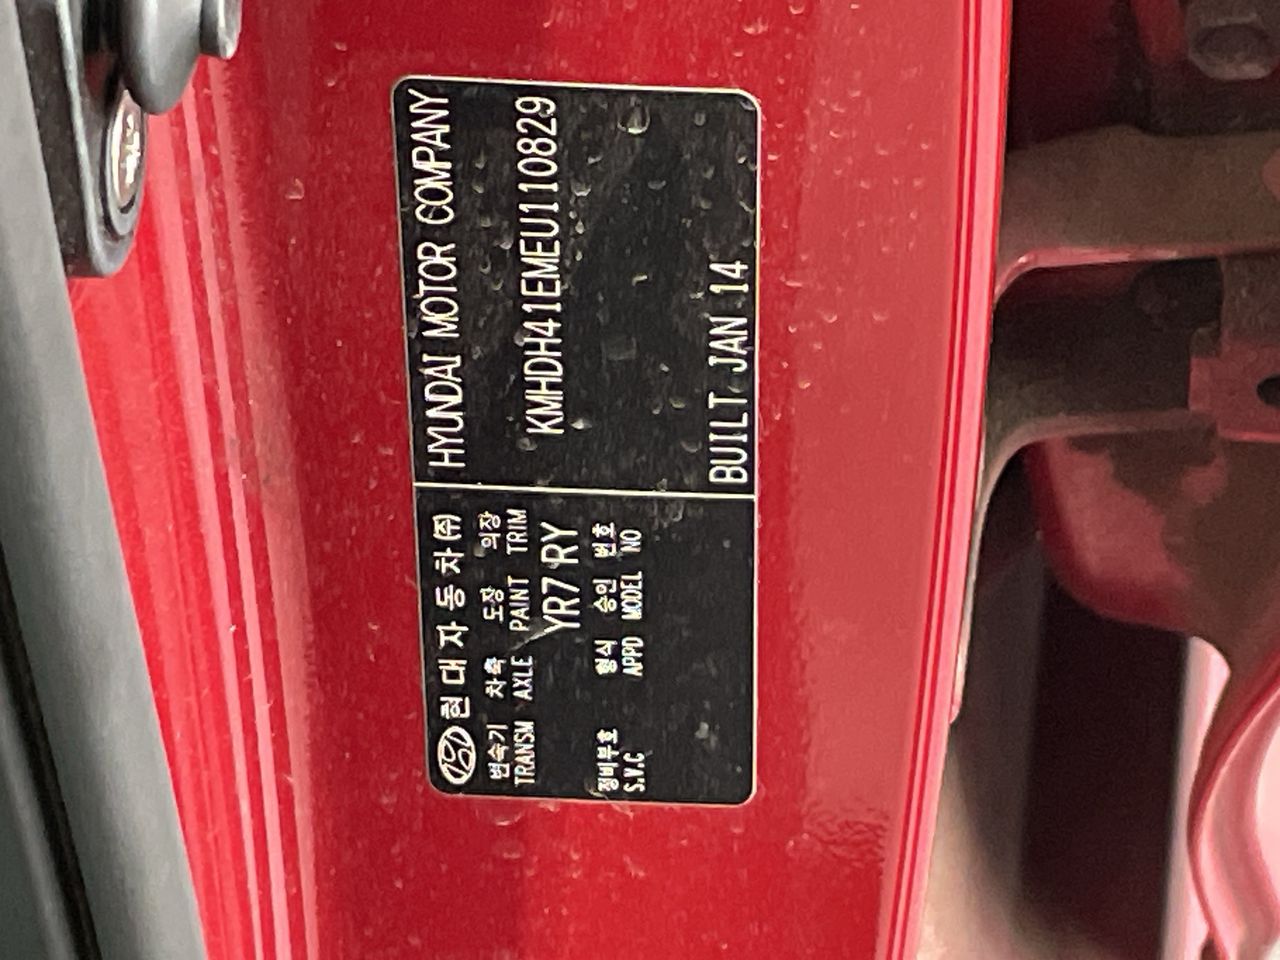 현대자동차㈜
변속기 차축 도장 의장
TRANSM AXLE PAINT TRIM
YR7 RY
정비부호 형식 승인 번호
S.V.C APPD MODEL NO
HYUNDAI MOTOR COMPANY
KMHDH41EMEU110829
BUILT JAN 14